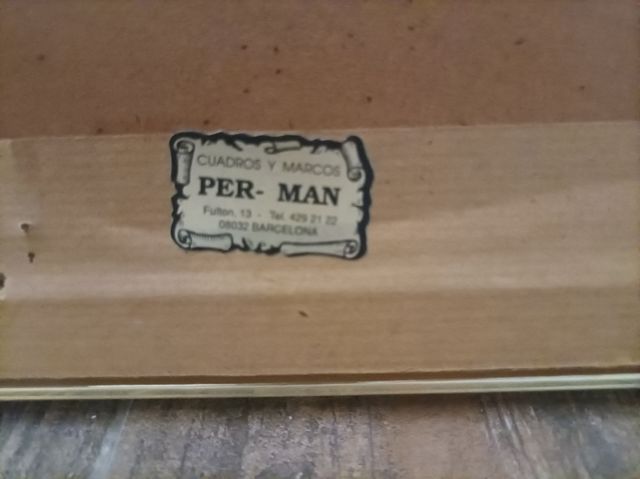 CUADROS Y MARCOS
PER- MAN
Fulton, 13 - Tel. 429 21 22
08032 BARCELONA